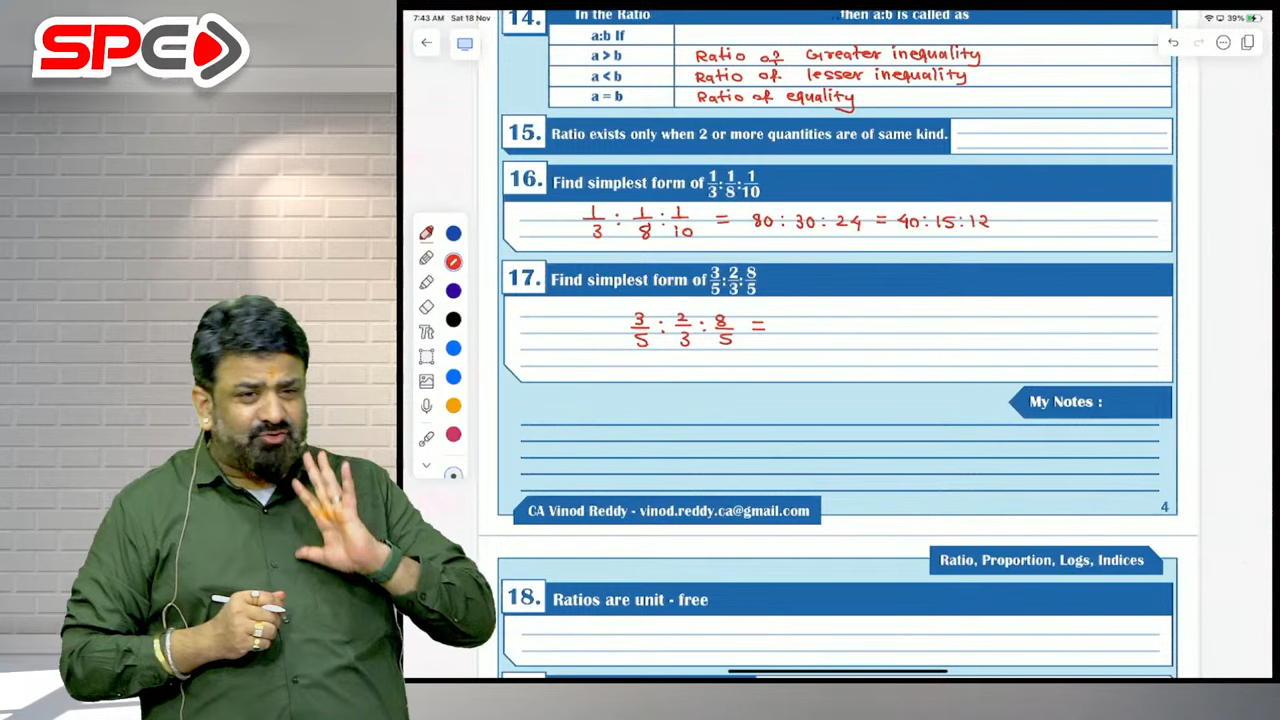 SPE
7:43 AM Sat 18 Nov
39%
14. In the Ratio then a:b is called as
a:b If
a > b Ratio of Greater inequality
a < b Ratio of lesser inequality
a = b Ratio of equality
15. Ratio exists only when 2 or more quantities are of same kind.
16. Find simplest form of 1/3 : 1/8 : 1/10
1/3 : 1/8 : 1/10 = 80 : 30 : 24 = 40 : 15 : 12
17. Find simplest form of 3/5 : 2/3 : 8/5
3/5 : 2/3 : 8/5 =
Tt
My Notes :
CA Vinod Reddy - vinod.reddy.ca@gmail.com
4
Ratio, Proportion, Logs, Indices
18. Ratios are unit - free